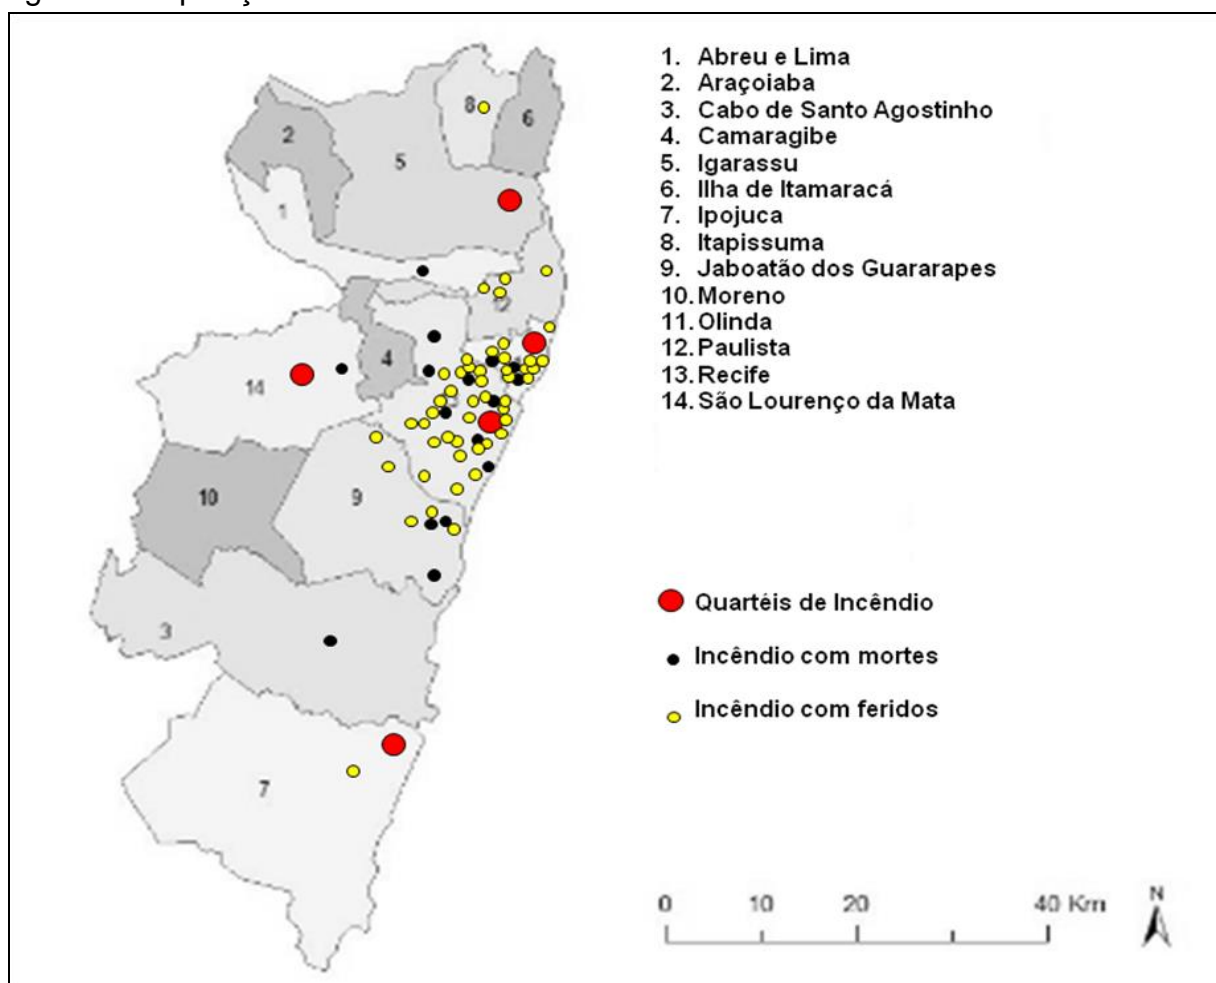 1. Abreu e Lima
2. Araçoiaba
3. Cabo de Santo Agostinho
4. Camaragibe
5. Igarassu
6. Ilha de Itamaracá
7. Ipojuca
8. Itapissuma
9. Jaboatão dos Guararapes
10. Moreno
11. Olinda
12. Paulista
13. Recife
14. São Lourenço da Mata
8
6
2
5
1
12
4
14
10
9
3
7
Quartéis de Incêndio
Incêndio com mortes
Incêndio com feridos
0 10 20 40 Km
N